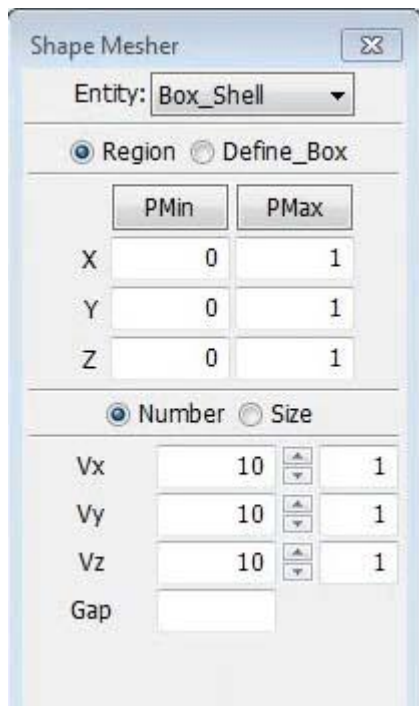 Shape Mesher
Entity: Box_Shell
Region Define_Box
PMin PMax
X 0 1
Y 0 1
Z 0 1
Number Size
Vx 10 1
Vy 10 1
Vz 10 1
Gap